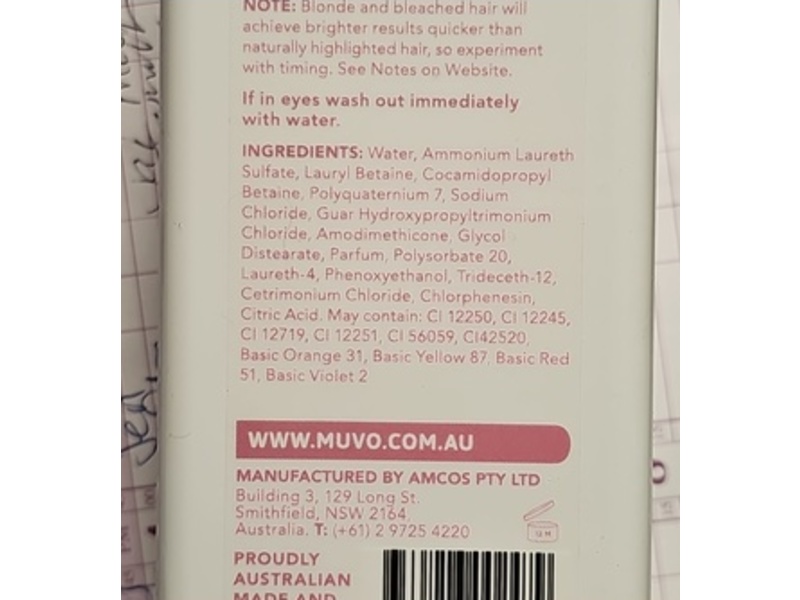 NOTE: Blonde and bleached hair will
achieve brighter results quicker than
naturally highlighted hair, so experiment
with timing. See Notes on Website.
If in eyes wash out immediately
with water.
INGREDIENTS: Water, Ammonium Laureth
Sulfate, Lauryl Betaine, Cocamidopropyl
Betaine, Polyquaternium 7, Sodium
Chloride, Guar Hydroxypropyltrimonium
Chloride, Amodimethicone, Glycol
Distearate, Parfum, Polysorbate 20,
Laureth-4, Phenoxyethanol, Trideceth-12,
Cetrimonium Chloride, Chlorphenesin,
Citric Acid. May contain: CI 12250, CI 12245,
CI 12719, CI 12251, CI 56059, CI42520,
Basic Orange 31, Basic Yellow 87, Basic Red
51, Basic Violet 2
WWW.MUVO.COM.AU
MANUFACTURED BY AMCOS PTY LTD
Building 3, 129 Long St.
Smithfield, NSW 2164,
Australia. T: (+61) 2 9725 4220
12 M
PROUDLY
AUSTRALIAN
MADE AND